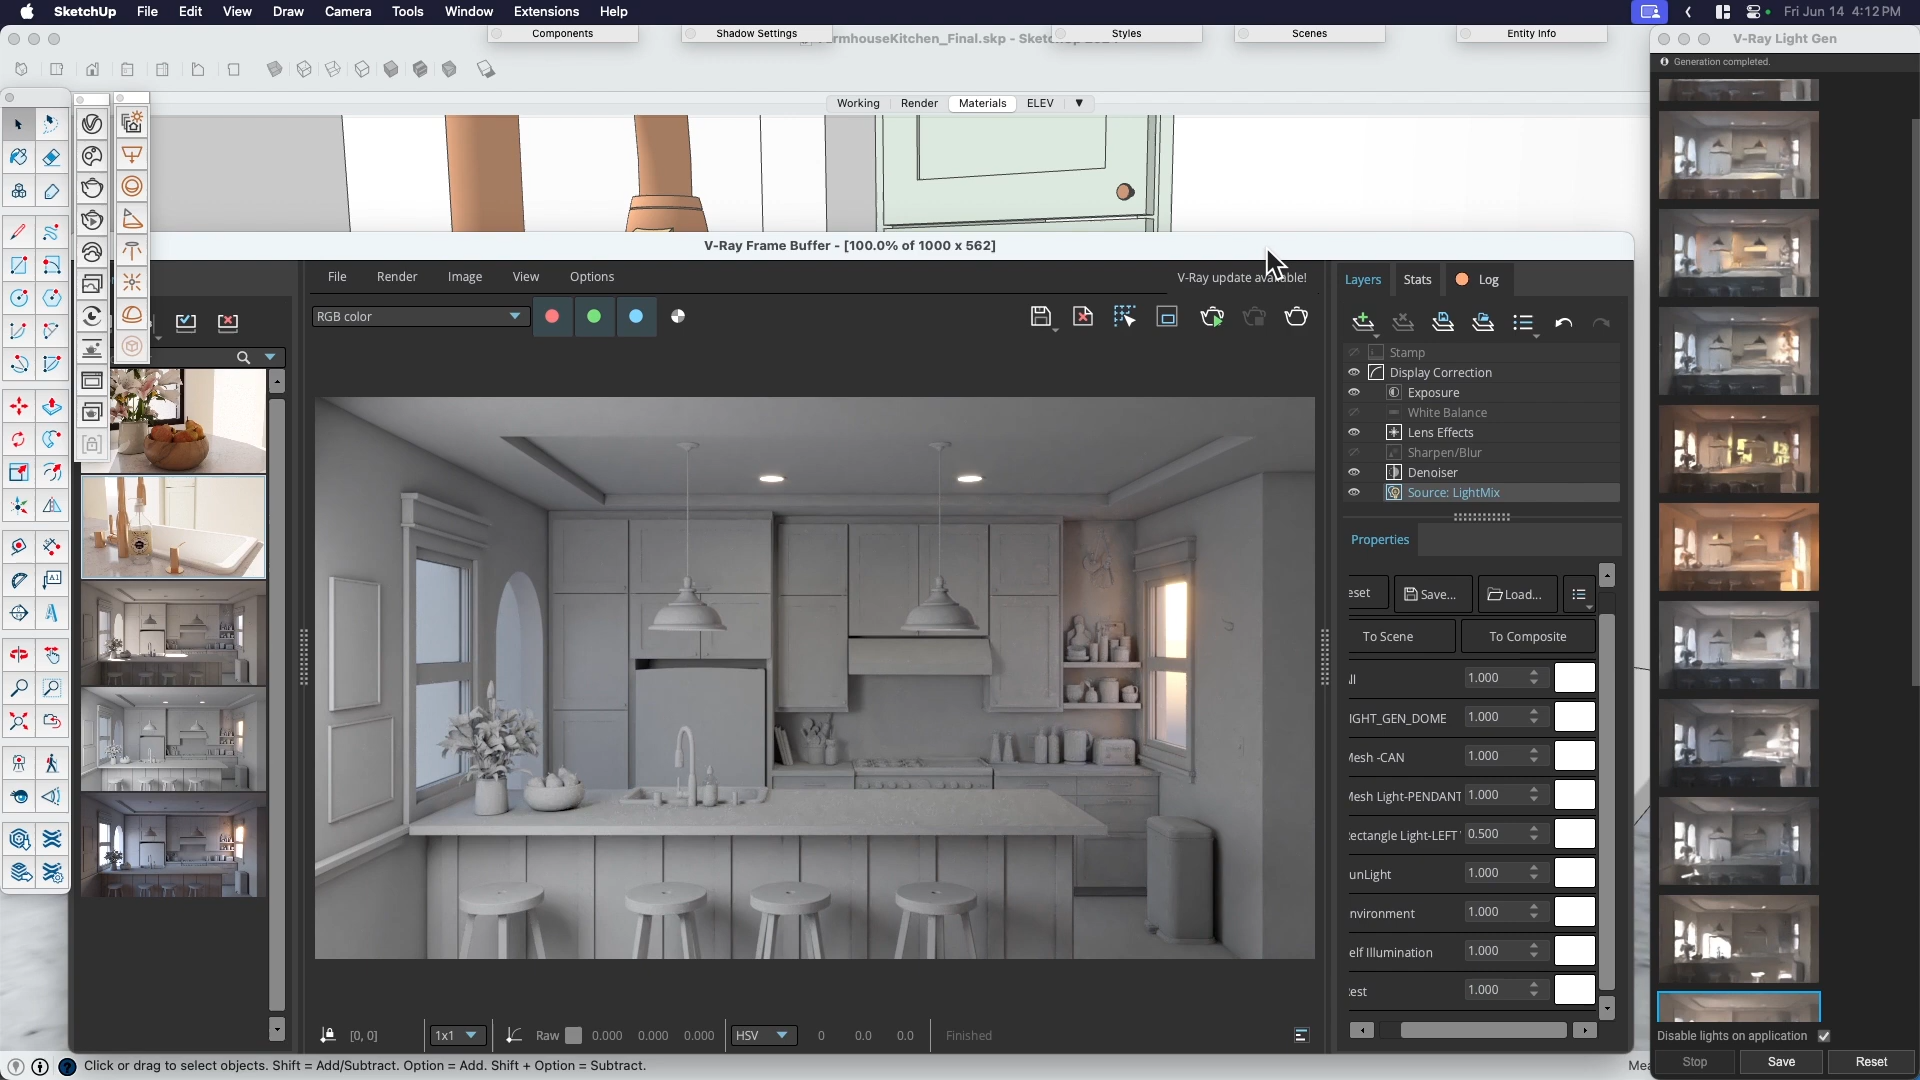 SketchUp File Edit View Draw Camera Tools Window Extensions Help
Fri Jun 14 4:12 PM
Components
Shadow Settings
Styles
Scenes
Entity Info
rmhouseKitchen_Final.skp - Sketc
V-Ray Light Gen
Generation completed.
Working Render Materials ELEV
V-Ray Frame Buffer - [100.0% of 1000 x 562]
File Render Image View Options
V-Ray update available!
Layers Stats Log
RGB color
Stamp
Display Correction
Exposure
White Balance
Lens Effects
Sharpen/Blur
Denoiser
Source: LightMix
Properties
eset Save... Load...
To Scene To Composite
1.000
IGHT_GEN_DOME 1.000
Mesh -CAN 1.000
Mesh Light-PENDANT 1.000
ectangle Light-LEFT 0.500
unLight 1.000
nvironment 1.000
elf Illumination 1.000
est 1.000
A1
[0, 0] 1x1 Raw 0.000 0.000 0.000 HSV 0 0.0 0.0 Finished
Disable lights on application
Stop Save Reset
Click or drag to select objects. Shift = Add/Subtract. Option = Add. Shift + Option = Subtract.
Mea